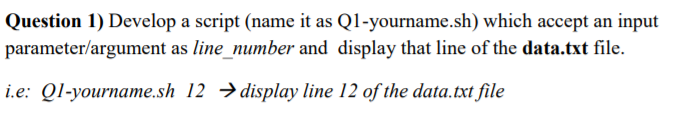 Question 1) Develop a script (name it as Q1-yourname.sh) which accept an input
parameter/argument as line_number and display that line of the data.txt file.
i.e: Q1-yourname.sh 12 → display line 12 of the data.txt file